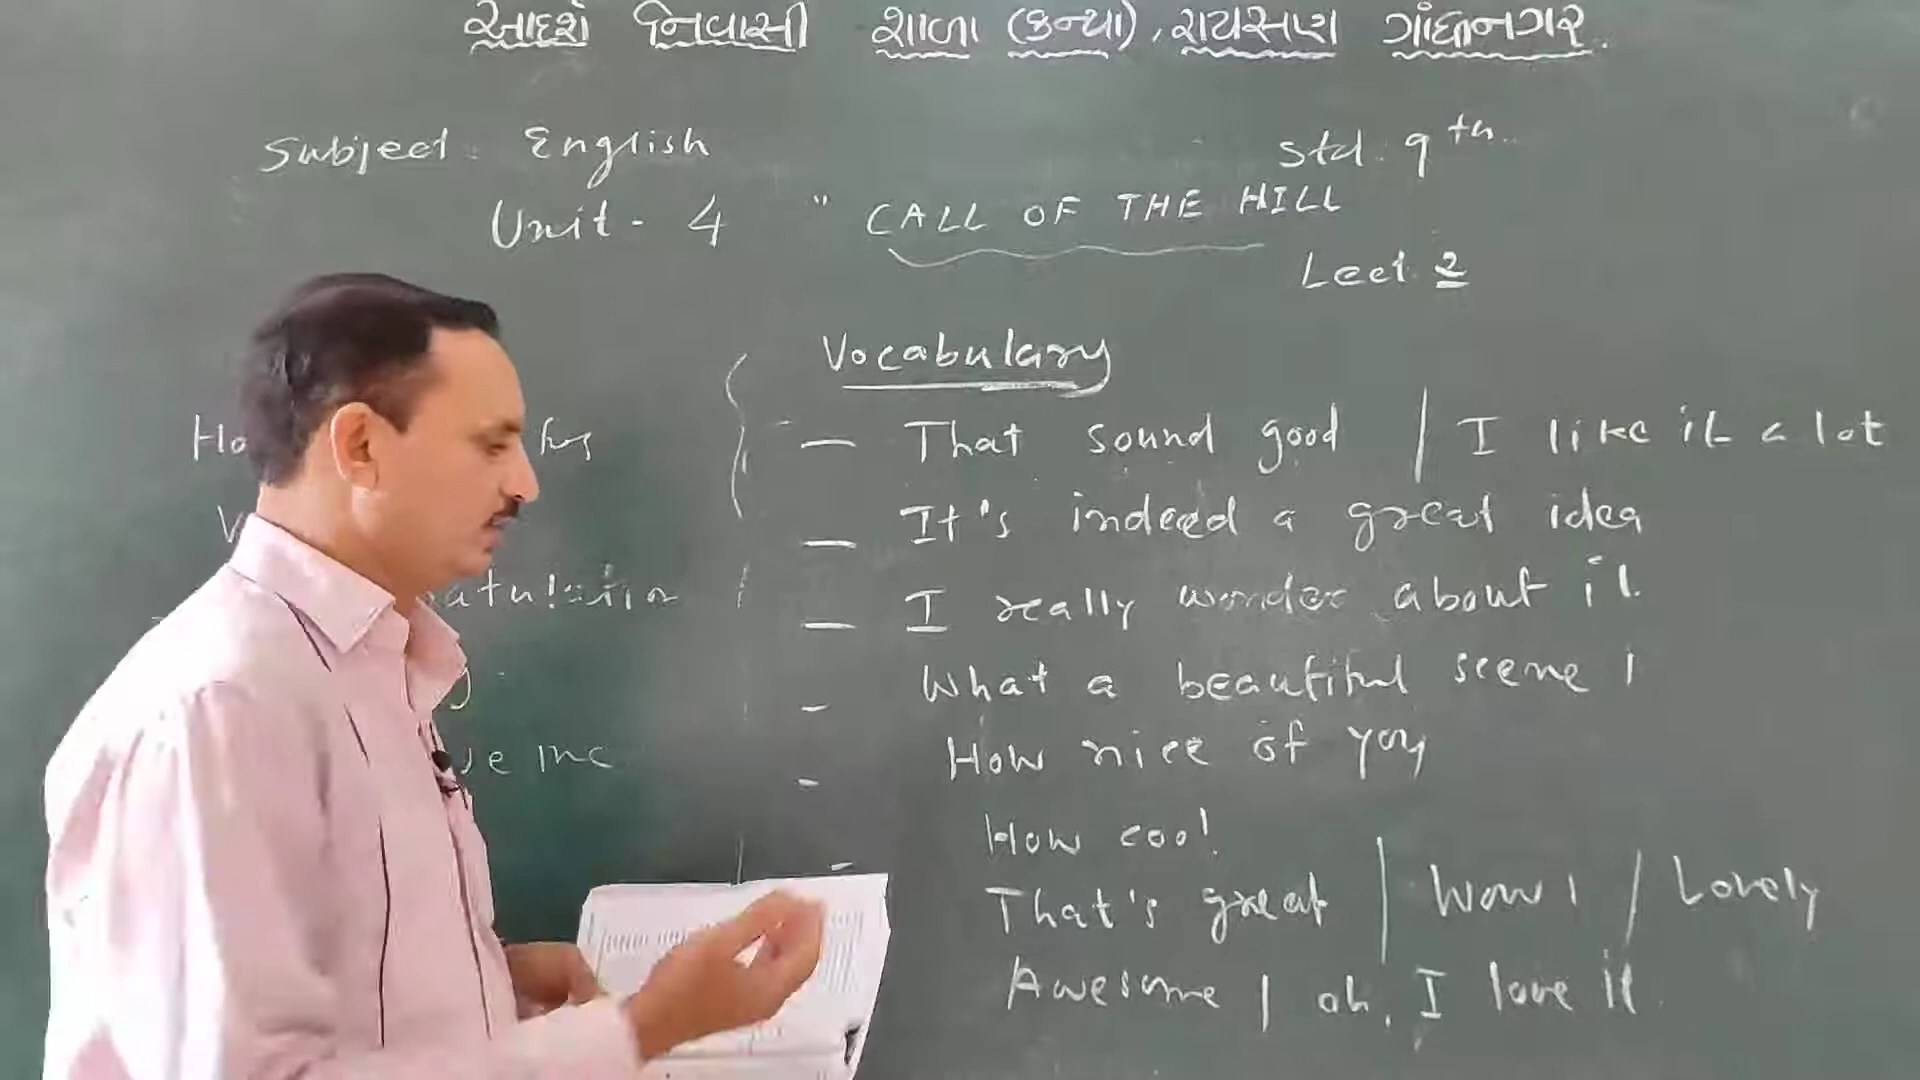 આદર્શ નિવાસી શાળા (કન્યા), રાયસણ ગાંધીનગર.
Subject. English Std. 9th
Unit - 4 " CALL OF THE HILL
Lect 2
Vocabulary
— That sound good | I like it a lot
— It's indeed a great idea
— I really wonder about it.
- What a beautiful scene !
- How nice of you
- How cool
That's great | Wow ! / Lovely
Awesome | oh, I love it.